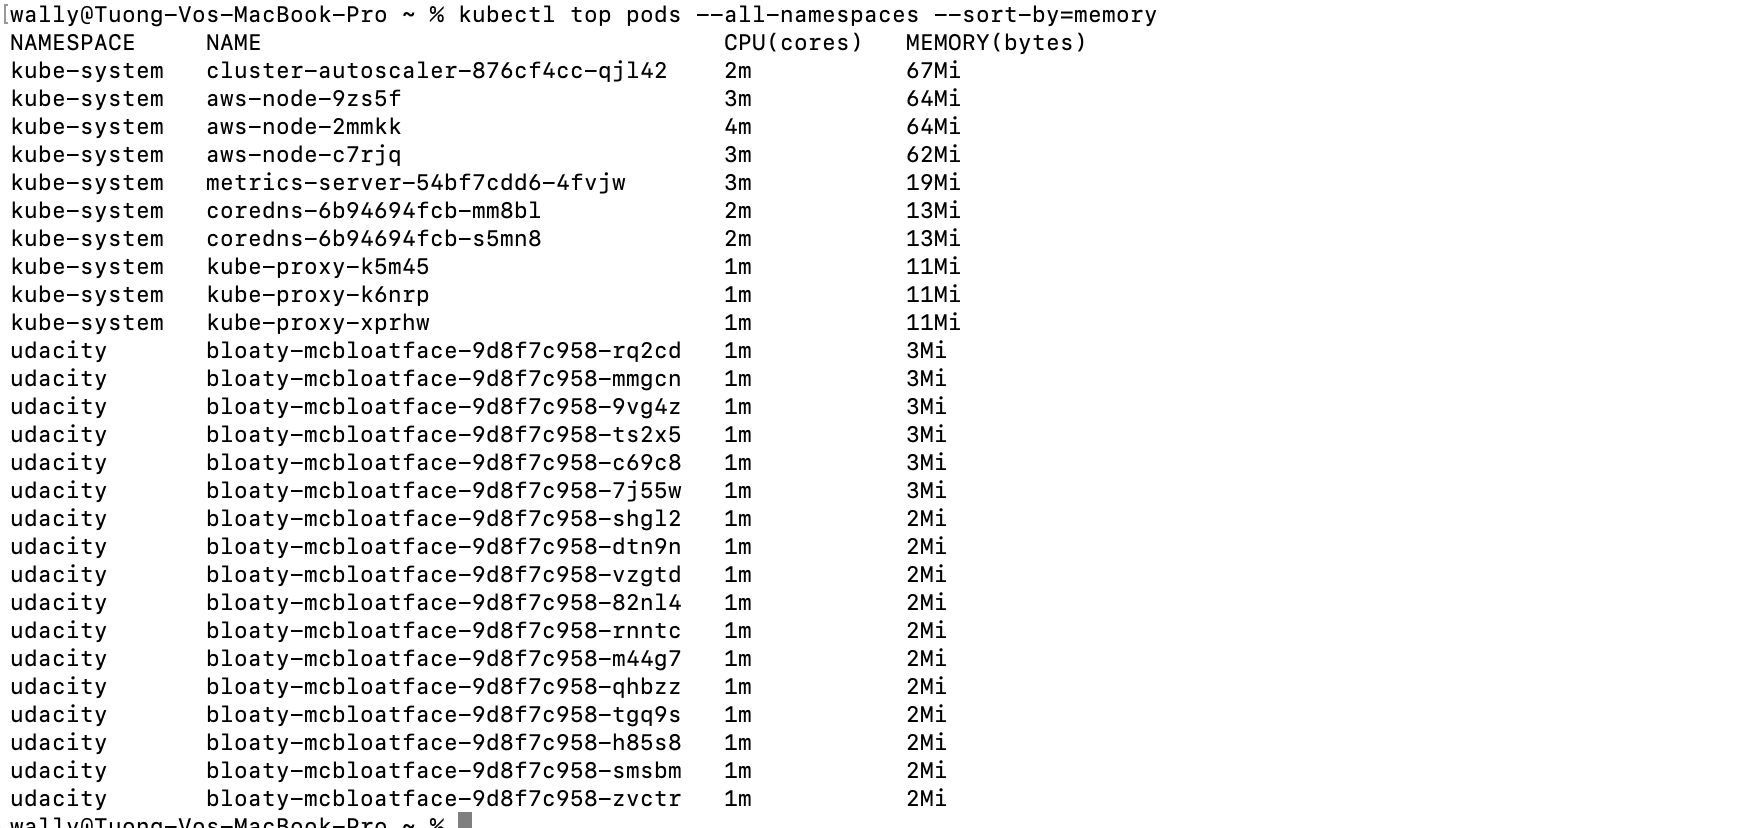 wally@Tuong-Vos-MacBook-Pro ~ % kubectl top pods --all-namespaces --sort-by=memory
NAMESPACE NAME CPU(cores) MEMORY(bytes)
kube-system cluster-autoscaler-876cf4cc-qjl42 2m 67Mi
kube-system aws-node-9zs5f 3m 64Mi
kube-system aws-node-2mmkk 4m 64Mi
kube-system aws-node-c7rjq 3m 62Mi
kube-system metrics-server-54bf7cdd6-4fvjw 3m 19Mi
kube-system coredns-6b94694fcb-mm8bl 2m 13Mi
kube-system coredns-6b94694fcb-s5mn8 2m 13Mi
kube-system kube-proxy-k5m45 1m 11Mi
kube-system kube-proxy-k6nrp 1m 11Mi
kube-system kube-proxy-xprhw 1m 11Mi
udacity bloaty-mcbloatface-9d8f7c958-rq2cd 1m 3Mi
udacity bloaty-mcbloatface-9d8f7c958-mmgcn 1m 3Mi
udacity bloaty-mcbloatface-9d8f7c958-9vg4z 1m 3Mi
udacity bloaty-mcbloatface-9d8f7c958-ts2x5 1m 3Mi
udacity bloaty-mcbloatface-9d8f7c958-c69c8 1m 3Mi
udacity bloaty-mcbloatface-9d8f7c958-7j55w 1m 3Mi
udacity bloaty-mcbloatface-9d8f7c958-shgl2 1m 2Mi
udacity bloaty-mcbloatface-9d8f7c958-dtn9n 1m 2Mi
udacity bloaty-mcbloatface-9d8f7c958-vzgtd 1m 2Mi
udacity bloaty-mcbloatface-9d8f7c958-82nl4 1m 2Mi
udacity bloaty-mcbloatface-9d8f7c958-rnntc 1m 2Mi
udacity bloaty-mcbloatface-9d8f7c958-m44g7 1m 2Mi
udacity bloaty-mcbloatface-9d8f7c958-qhbzz 1m 2Mi
udacity bloaty-mcbloatface-9d8f7c958-tgq9s 1m 2Mi
udacity bloaty-mcbloatface-9d8f7c958-h85s8 1m 2Mi
udacity bloaty-mcbloatface-9d8f7c958-smsbm 1m 2Mi
udacity bloaty-mcbloatface-9d8f7c958-zvctr 1m 2Mi
wally@Tuong-Vos-MacBook-Pro ~ %